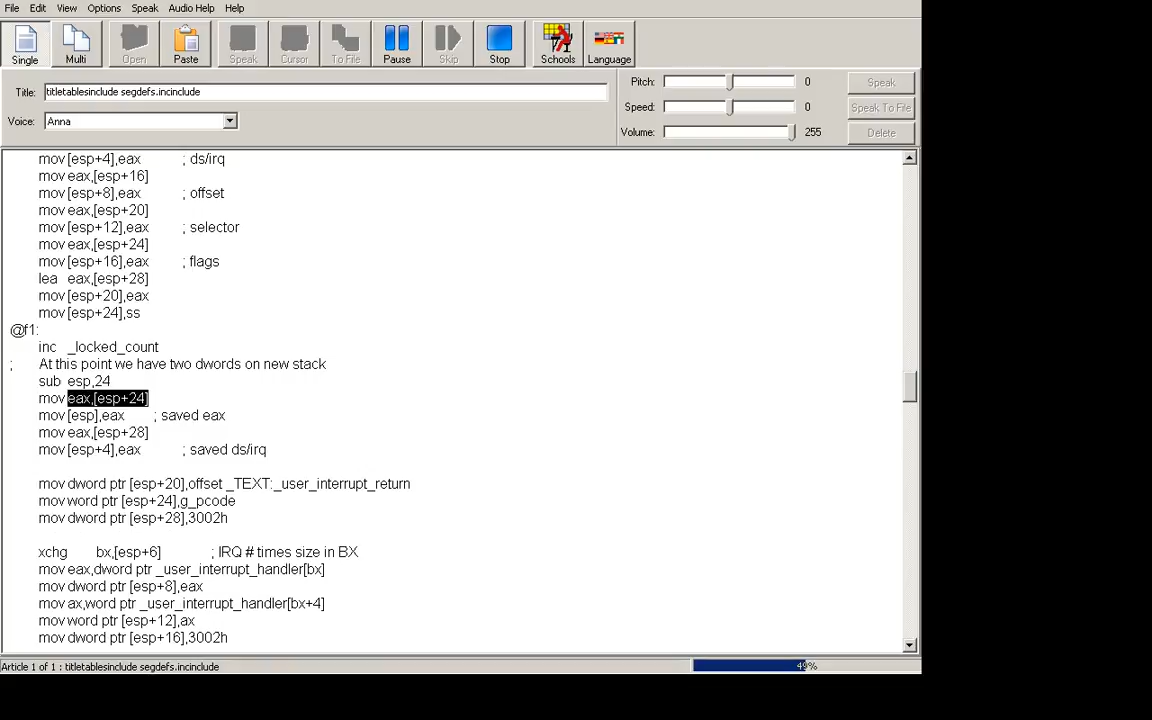 File Edit View Options Speak Audio Help Help
Single Multi Open Paste Speak Cursor To File Pause Skip Stop Schools Language
Title: titletablesinclude segdefs.incinclude
Voice: Anna
Pitch: 0 Speak
Speed: 0 Speak To File
Volume: 255 Delete
mov [esp+4],eax ; ds/irq
mov eax,[esp+16]
mov [esp+8],eax ; offset
mov eax,[esp+20]
mov [esp+12],eax ; selector
mov eax,[esp+24]
mov [esp+16],eax ; flags
lea eax,[esp+28]
mov [esp+20],eax
mov [esp+24],ss
@f1:
inc _locked_count
; At this point we have two dwords on new stack
sub esp,24
mov eax,[esp+24]
mov [esp],eax ; saved eax
mov eax,[esp+28]
mov [esp+4],eax ; saved ds/irq
mov dword ptr [esp+20],offset _TEXT:_user_interrupt_return
mov word ptr [esp+24],g_pcode
mov dword ptr [esp+28],3002h
xchg bx,[esp+6] ; IRQ # times size in BX
mov eax,dword ptr _user_interrupt_handler[bx]
mov dword ptr [esp+8],eax
mov ax,word ptr _user_interrupt_handler[bx+4]
mov word ptr [esp+12],ax
mov dword ptr [esp+16],3002h
Article 1 of 1 : titletablesinclude segdefs.incinclude 49%